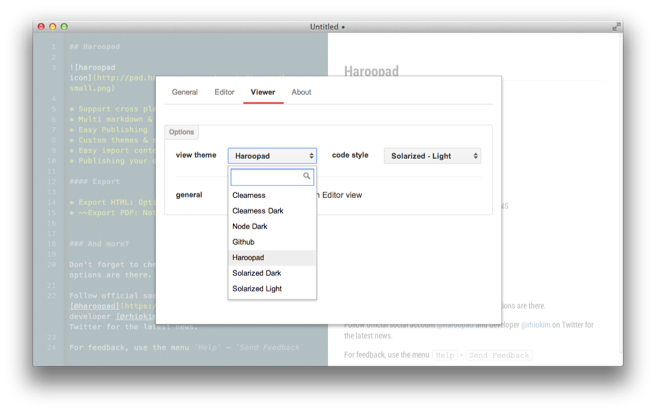 Untitled •
1 ## Haroopad
2
3 ![haroopad
icon](http://pad.h
small.png)
4
5 * Support cross pl
6 * Multi markdown &
7 * Easy Publishing
8 * Custom themes &
9 * Easy import cont
10 * Publishing your
11
12 #### Export
13
14 * Export HTML: Opt
15 * ~~Export PDF: No
16
17
18 ### And more?
19
20 Don't forget to che
options are there.
21
22 Follow official soc
[@Haroopad](https:
developer [@rhiokim
Twitter for the latest news.
23
24 For feedback, use the menu `Help` – `Send Feedback`
General Editor Viewer About
Options
view theme Haroopad code style Solarized - Light
general n Editor view
Clearness
Clearness Dark
Node Dark
Github
Haroopad
Solarized Dark
Solarized Light
Haroopad
ons are there.
Follow official social account @haroopad and developer @rhiokim on Twitter for
the latest news.
For feedback, use the menu Help - Send Feedback